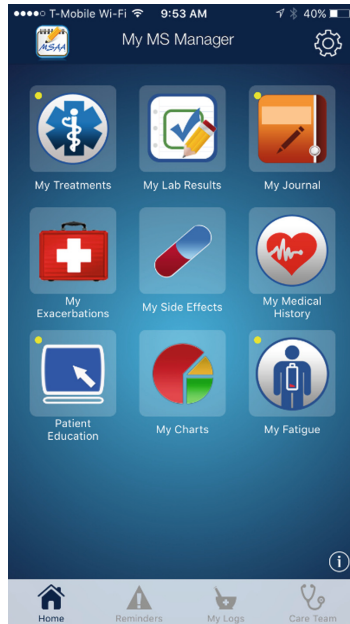 T-Mobile Wi-Fi 9:53 AM 40%
MSAA
My MS Manager
My Treatments
My Lab Results
My Journal
My
Exacerbations
My Side Effects
My Medical
History
Patient
Education
My Charts
My Fatigue
i
Home
Reminders
My Logs
Care Team